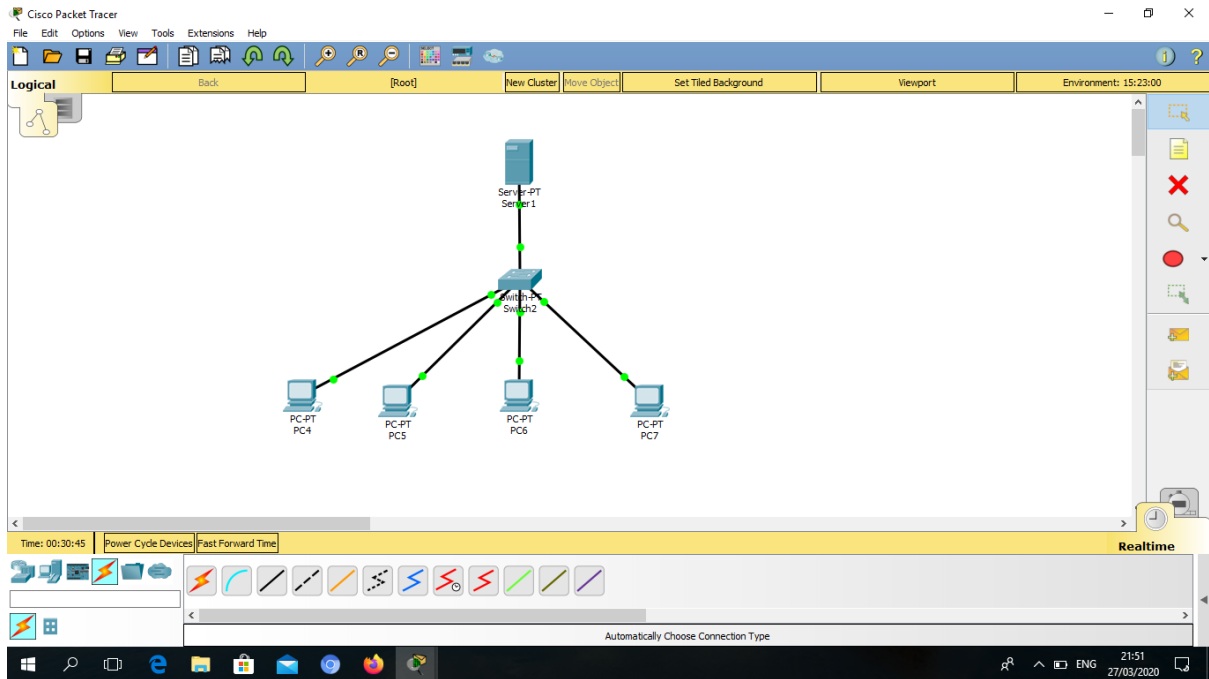 Cisco Packet Tracer
File Edit Options View Tools Extensions Help
Logical
Back
[Root]
New Cluster
Move Object
Set Tiled Background
Viewport
Environment: 15:23:00
Server-PT
Server1
Switch-PT
Switch2
PC-PT
PC4
PC-PT
PC5
PC-PT
PC6
PC-PT
PC7
Time: 00:30:45
Power Cycle Devices
Fast Forward Time
Realtime
Automatically Choose Connection Type
ENG
21:51
27/03/2020